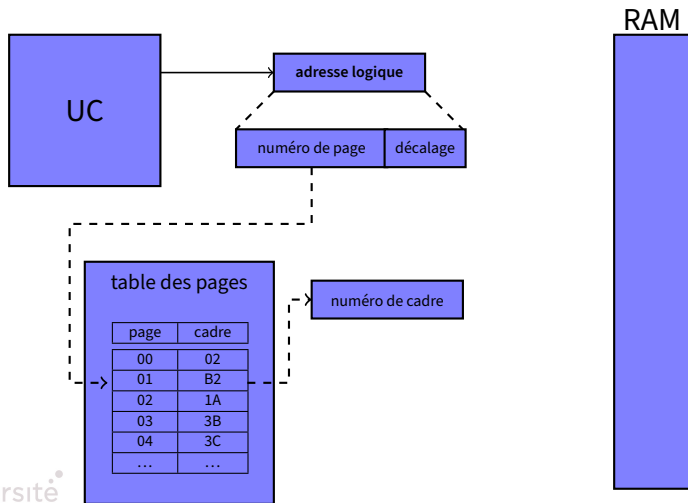 RAM
UC
adresse logique
numéro de page décalage
table des pages
numéro de cadre
page cadre
00 02
01 B2
02 1A
03 3B
04 3C
... ...